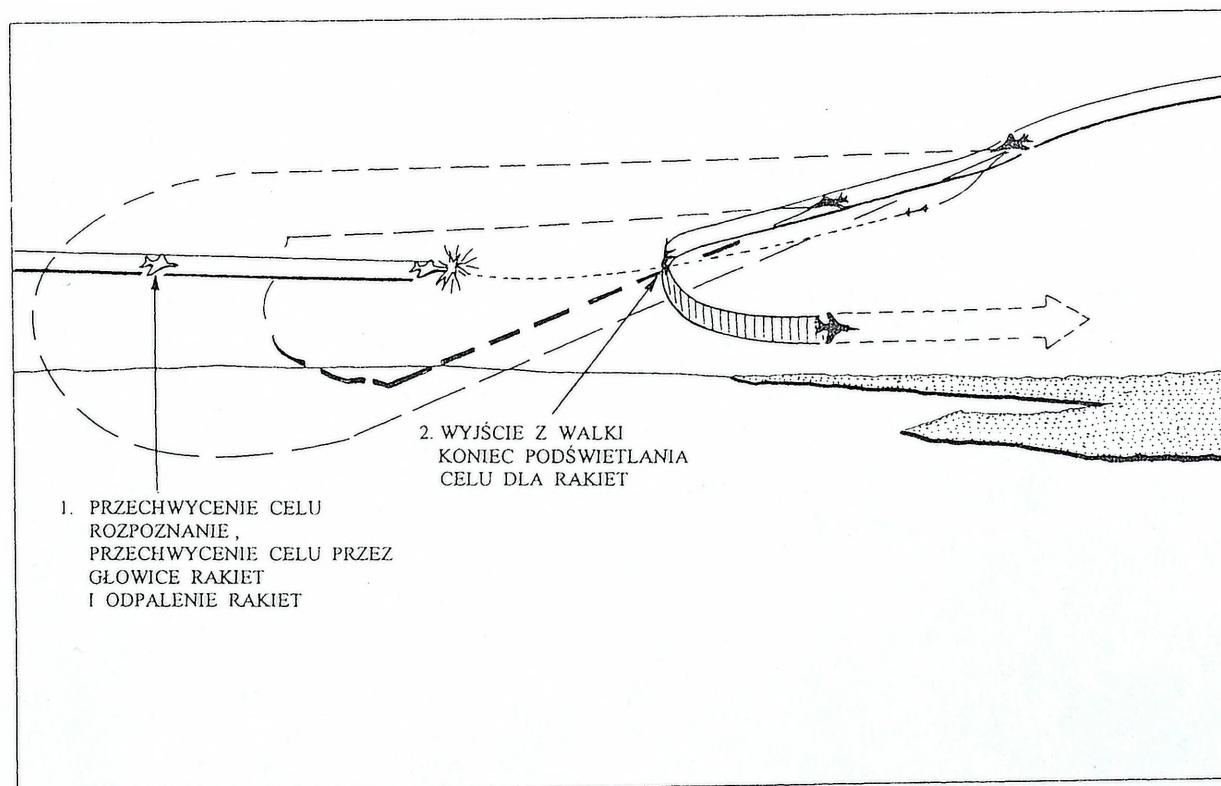 2. WYJŚCIE Z WALKI
KONIEC PODŚWIETLANIA
CELU DLA RAKIET
1. PRZECHWYCENIE CELU
ROZPOZNANIE ,
PRZECHWYCENIE CELU PRZEZ
GŁOWICE RAKIET
I ODPALENIE RAKIET